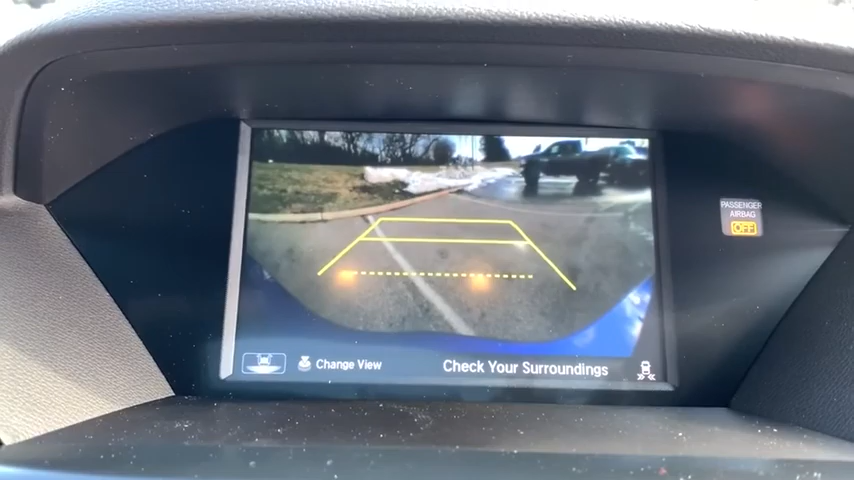 PASSENGER
AIRBAG
OFF
Change View
Check Your Surroundings